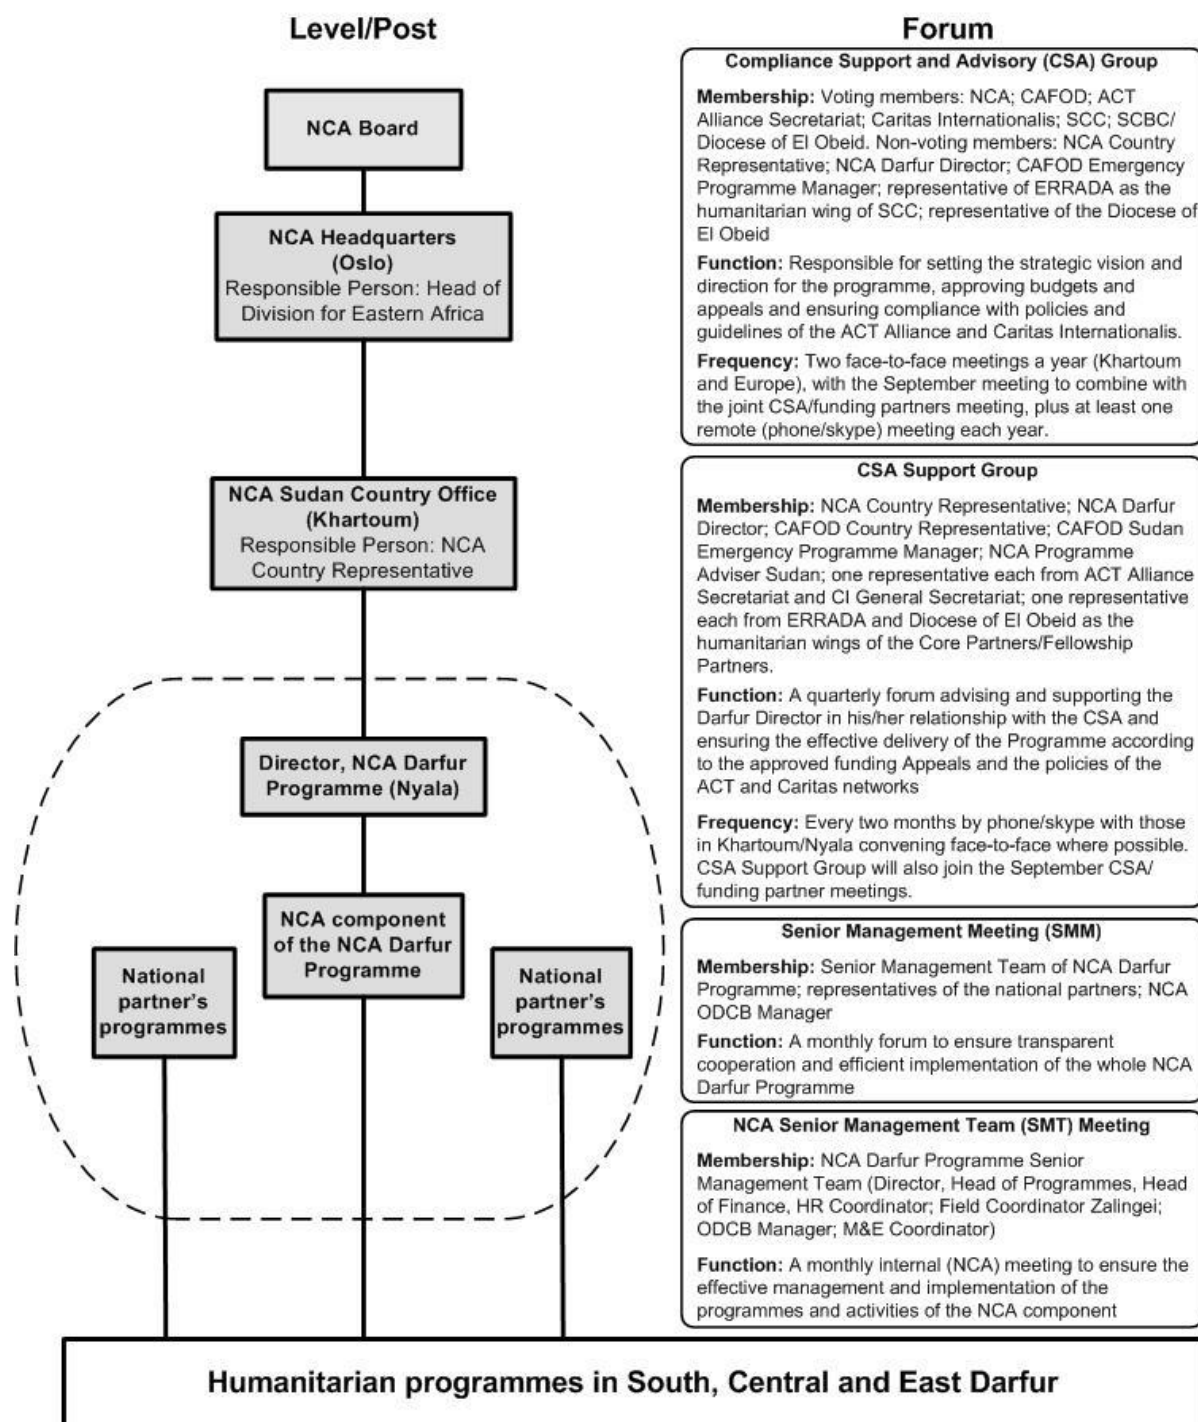 Level/Post
NCA Board
NCA Headquarters
(Oslo)
Responsible Person: Head of
Division for Eastern Africa
NCA Sudan Country Office
(Khartoum)
Responsible Person: NCA
Country Representative
Director, NCA Darfur
Programme (Nyala)
NCA component
of the NCA Darfur
Programme
National
partner's
programmes
National
partner's
programmes
Forum
Compliance Support and Advisory (CSA) Group
Membership: Voting members: NCA; CAFOD; ACT
Alliance Secretariat; Caritas Internationalis; SCC; SCBC/
Diocese of El Obeid. Non-voting members: NCA Country
Representative; NCA Darfur Director; CAFOD Emergency
Programme Manager; representative of ERRADA as the
humanitarian wing of SCC; representative of the Diocese of
El Obeid
Function: Responsible for setting the strategic vision and
direction for the programme, approving budgets and
appeals and ensuring compliance with policies and
guidelines of the ACT Alliance and Caritas Internationalis.
Frequency: Two face-to-face meetings a year (Khartoum
and Europe), with the September meeting to combine with
the joint CSA/funding partners meeting, plus at least one
remote (phone/skype) meeting each year.
CSA Support Group
Membership: NCA Country Representative; NCA Darfur
Director; CAFOD Country Representative; CAFOD Sudan
Emergency Programme Manager; NCA Programme
Adviser Sudan; one representative each from ACT Alliance
Secretariat and CI General Secretariat; one representative
each from ERRADA and Diocese of El Obeid as the
humanitarian wings of the Core Partners/Fellowship
Partners.
Function: A quarterly forum advising and supporting the
Darfur Director in his/her relationship with the CSA and
ensuring the effective delivery of the Programme according
to the approved funding Appeals and the policies of the
ACT and Caritas networks
Frequency: Every two months by phone/skype with those
in Khartoum/Nyala convening face-to-face where possible.
CSA Support Group will also join the September CSA/
funding partner meetings.
Senior Management Meeting (SMM)
Membership: Senior Management Team of NCA Darfur
Programme; representatives of the national partners; NCA
ODCB Manager
Function: A monthly forum to ensure transparent
cooperation and efficient implementation of the whole NCA
Darfur Programme
NCA Senior Management Team (SMT) Meeting
Membership: NCA Darfur Programme Senior
Management Team (Director, Head of Programmes, Head
of Finance, HR Coordinator; Field Coordinator Zalingei;
ODCB Manager; M&E Coordinator)
Function: A monthly internal (NCA) meeting to ensure the
effective management and implementation of the
programmes and activities of the NCA component
Humanitarian programmes in South, Central and East Darfur